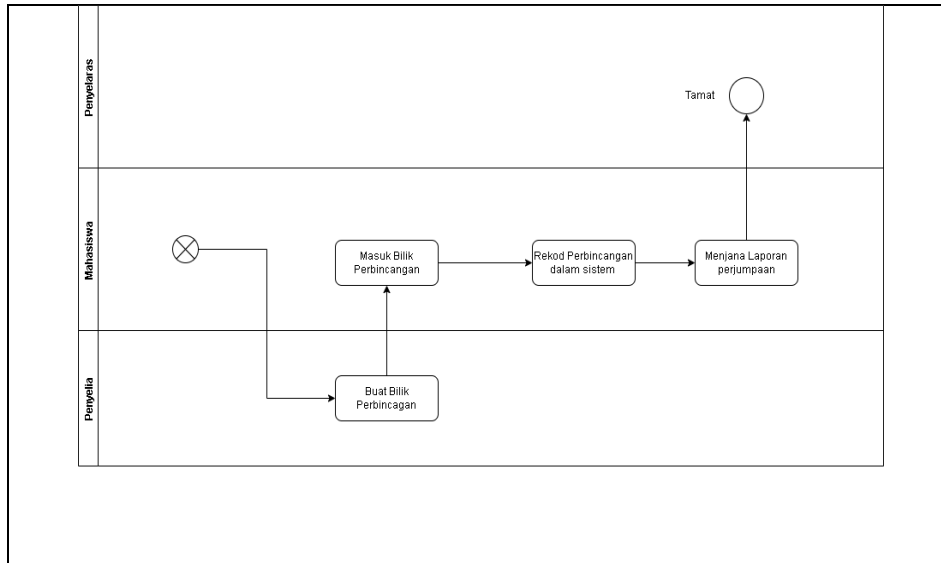 Penyelaras
Tamat
Mahasiswa
Masuk Bilik
Perbincangan
Rekod Perbincangan
dalam sistem
Menjana Laporan
perjumpaan
Penyelia
Buat Bilik
Perbincagan